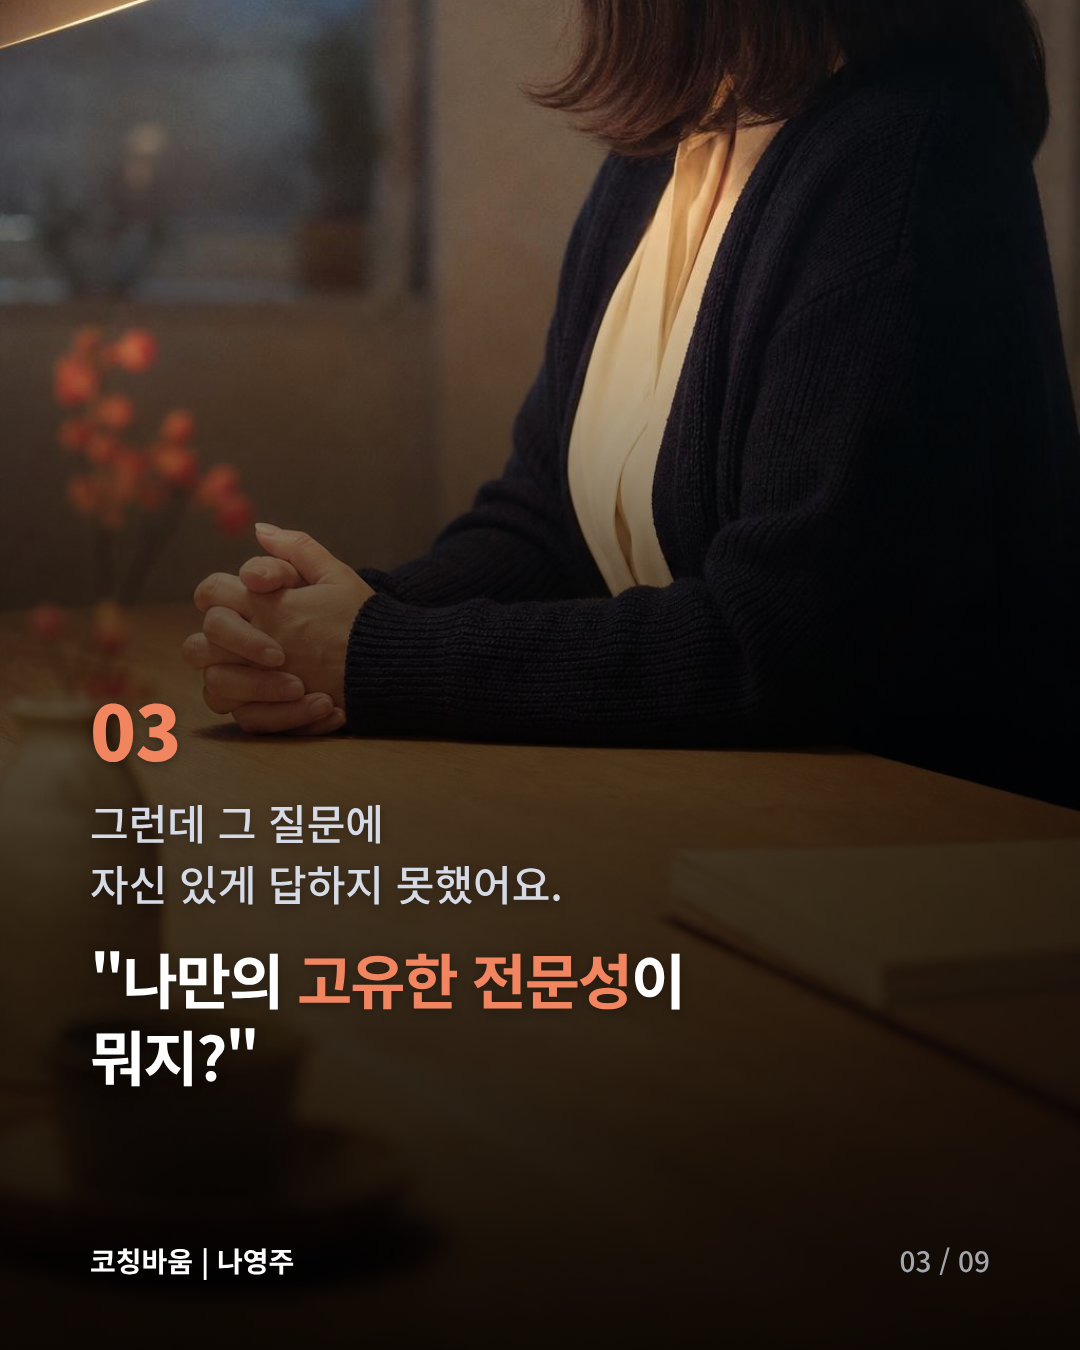 03
그런데 그 질문에
자신 있게 답하지 못했어요.
"나만의 고유한 전문성이
뭐지?"
코칭바움 | 나영주
03 / 09